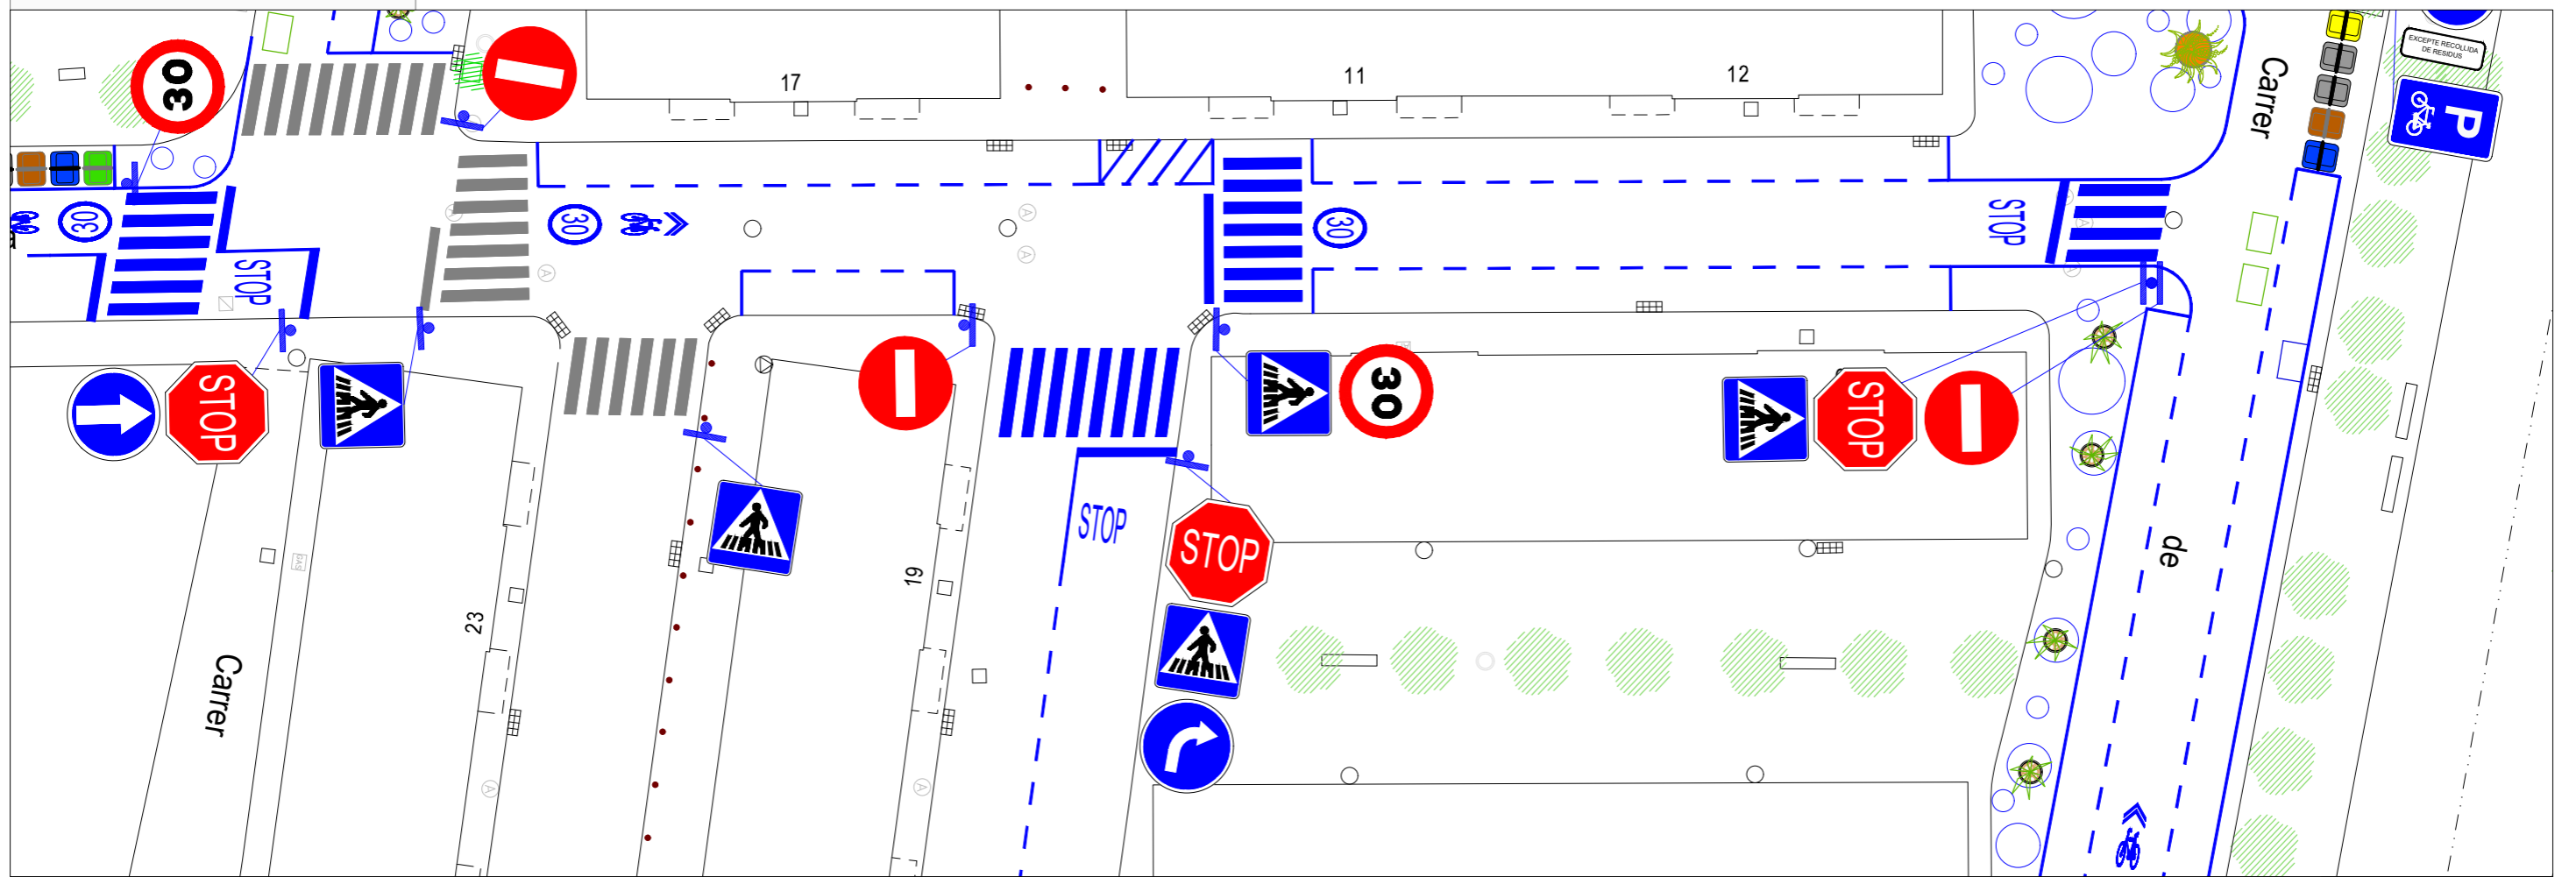 30
17
11
12
Carrer
EXCEPTE RECOLLIDA
DE RESIDUS
P
30
STOP
30
30
STOP
STOP
30
STOP
STOP
STOP
de
23
19
Carrer